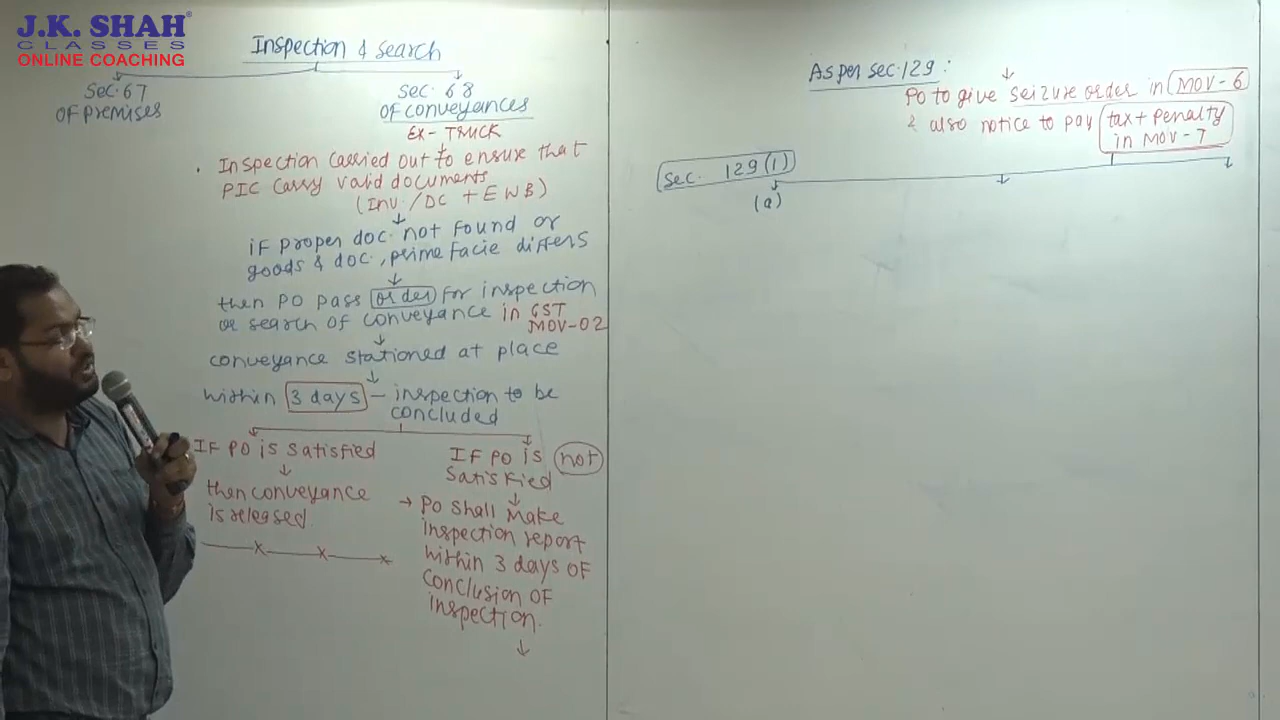 J.K. SHAH®
CLASSES
ONLINE COACHING
Inspection & search
Sec. 67
OF Premises
Sec. 68
OF conveyances
EX - TRUCK
. Inspection carried out to ensure that
PIC carry valid documents
(Inv. / DC + EWB)
if proper doc. not found or
goods & doc., prime facie differs
then PO pass order for inspection
or search of conveyance in GST
MOV-02
conveyance stationed at place
within 3 days - inspection to be
concluded
IF PO is satisfied
then conveyance
is released.
IF PO is not
satisfied
→ PO shall make
inspection report
within 3 days OF
conclusion OF
inspection.
As per sec. 129 :
PO to give seizure order in MOV-6
& also notice to pay tax + penalty
in MOV-7
Sec. 129(1)
(a)